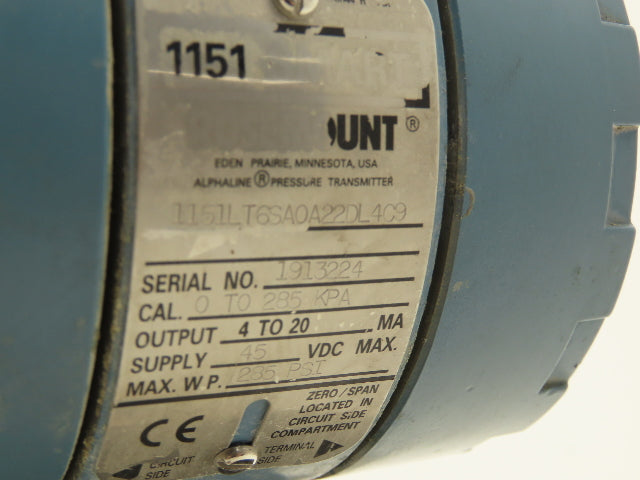 1151
OUNT ®
EDEN PRAIRIE, MINNESOTA, USA
ALPHALINE ® PRESSURE TRANSMITTER
1151LT6SA0A22DL4C9
SERIAL NO. 1913224
CAL. 0 TO 285 KPA
OUTPUT 4 TO 20 MA
SUPPLY 45 VDC MAX.
MAX. W P. 285 PSI
ZERO/SPAN
LOCATED IN
CIRCUIT SIDE
COMPARTMENT
CE
CIRCUIT SIDE
TERMINAL SIDE